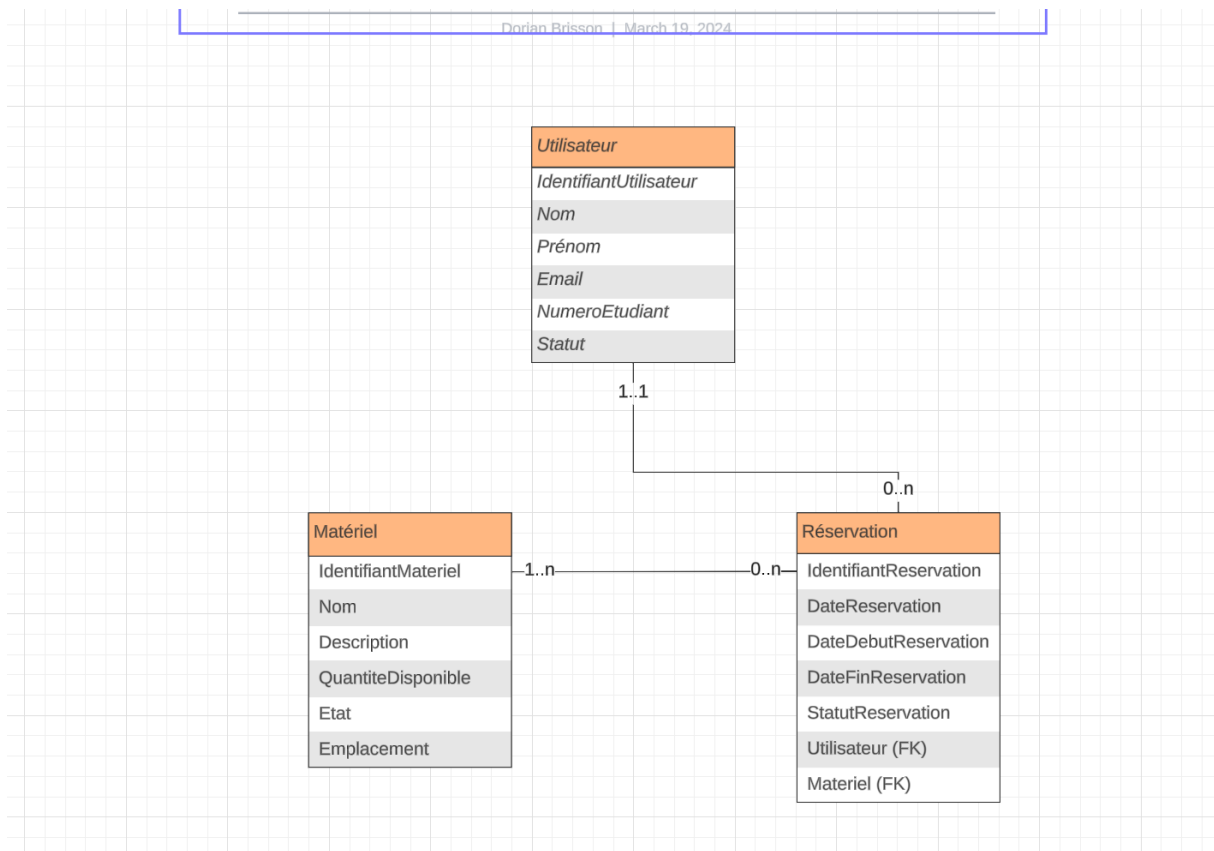 Dorian Brisson | March 19, 2024
Utilisateur
IdentifiantUtilisateur
Nom
Prénom
Email
NumeroEtudiant
Statut
1..1
0..n
Matériel
IdentifiantMateriel
Nom
Description
QuantiteDisponible
Etat
Emplacement
1..n
0..n
Réservation
IdentifiantReservation
DateReservation
DateDebutReservation
DateFinReservation
StatutReservation
Utilisateur (FK)
Materiel (FK)